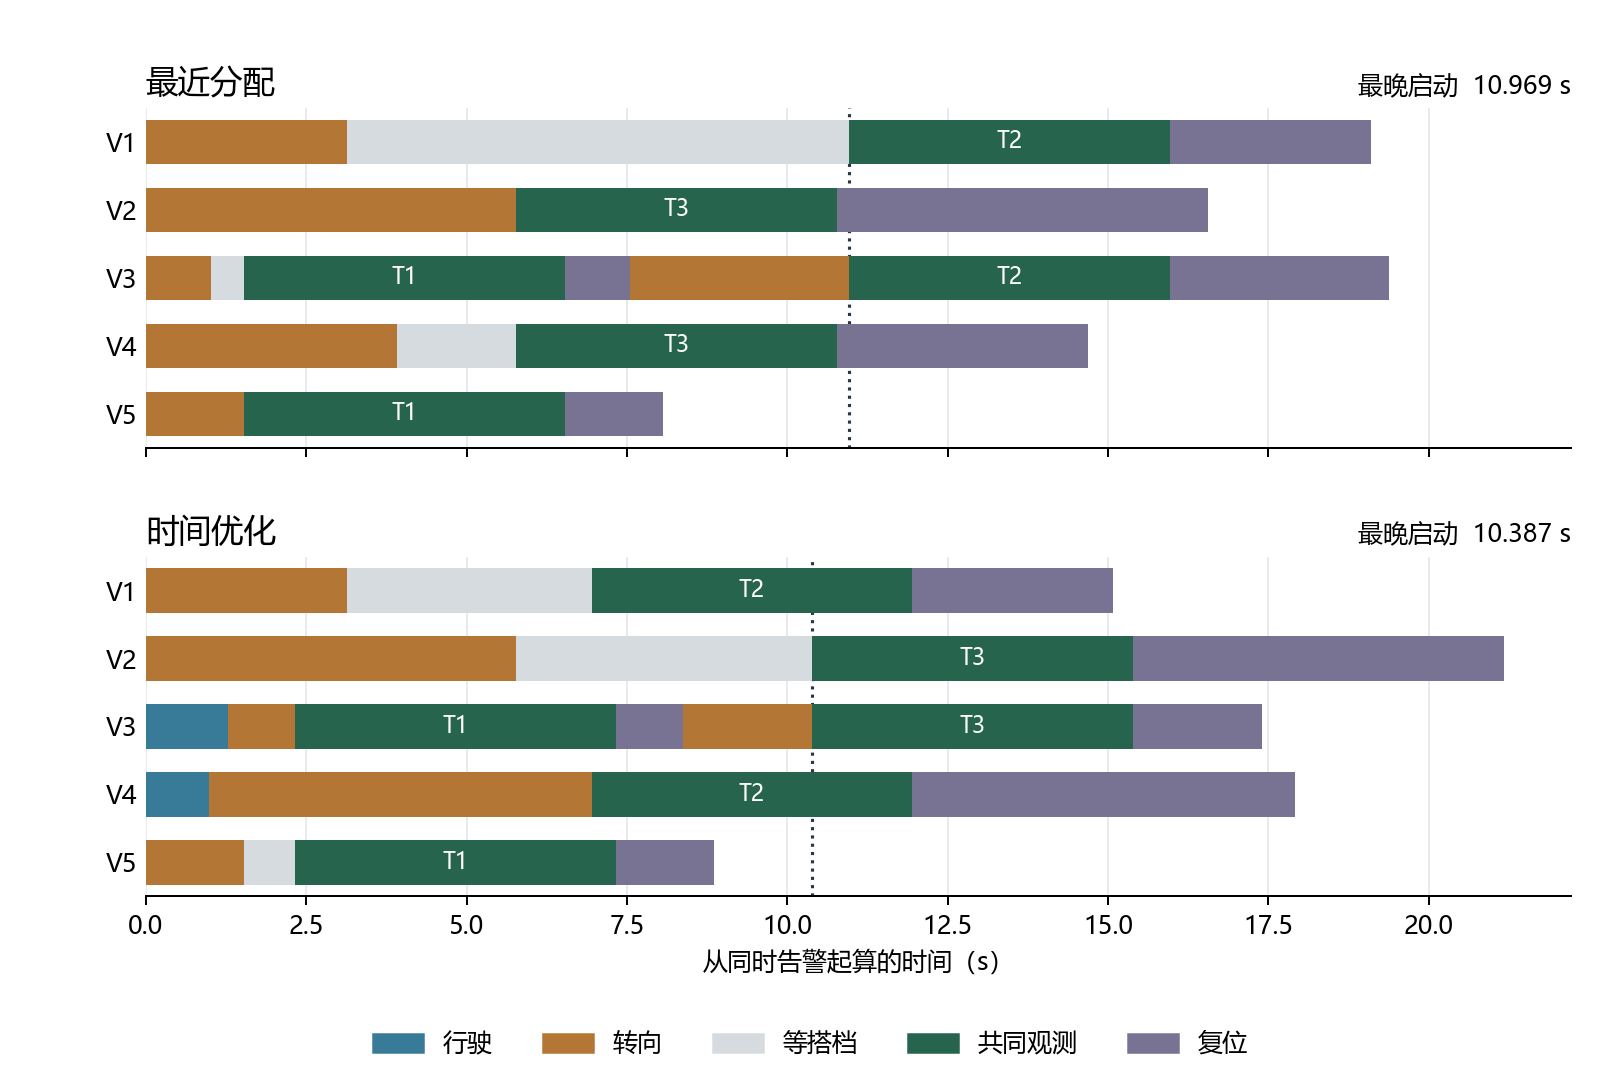 最近分配
最晚启动 10.969 s
V1 T2
V2 T3
V3 T1 T2
V4 T3
V5 T1
时间优化
最晚启动 10.387 s
V1 T2
V2 T3
V3 T1 T3
V4 T2
V5 T1
0.0 2.5 5.0 7.5 10.0 12.5 15.0 17.5 20.0
从同时告警起算的时间（s）
行驶 转向 等搭档 共同观测 复位